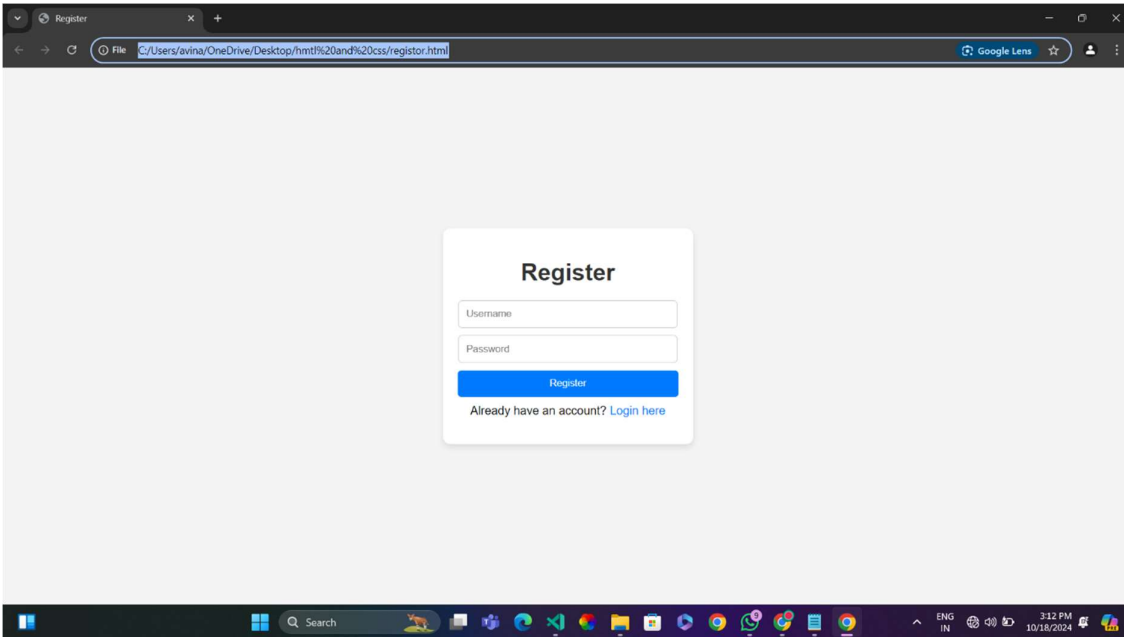 Register
File C:/Users/avina/OneDrive/Desktop/hmtl%20and%20css/registor.html Google Lens
Register
Username
Password
Register
Already have an account? Login here
Search
9
ENG
IN
3:12 PM
10/18/2024